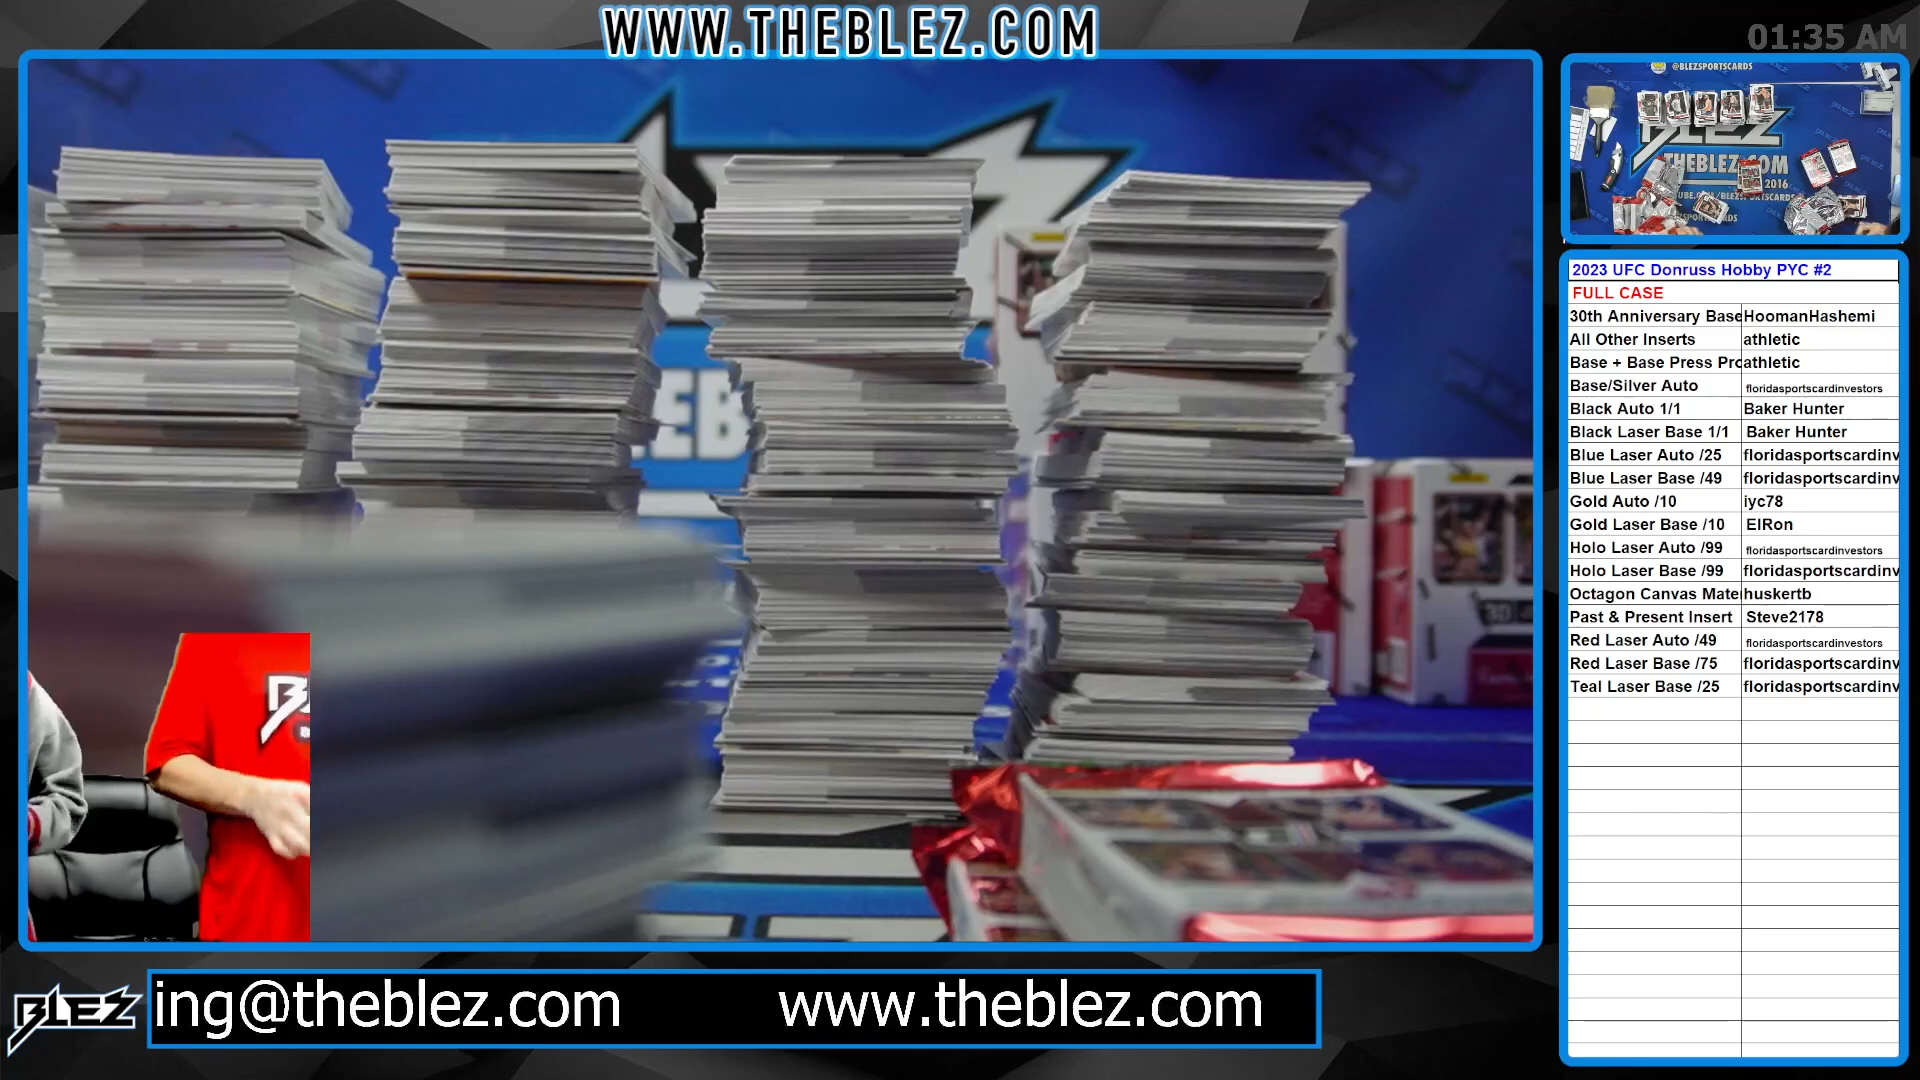 WWW.THEBLEZ.COM
01:35 AM
@BLEZSPORTSCARDS
BLEZ
THEBLEZ.COM
2016
2023 UFC Donruss Hobby PYC #2
FULL CASE
30th Anniversary Base HoomanHashemi
All Other Inserts athletic
Base + Base Press Pro athletic
Base/Silver Auto floridasportscardinvestors
Black Auto 1/1 Baker Hunter
Black Laser Base 1/1 Baker Hunter
Blue Laser Auto /25 floridasportscardinv
Blue Laser Base /49 floridasportscardinv
Gold Auto /10 iyc78
Gold Laser Base /10 ElRon
Holo Laser Auto /99 floridasportscardinvestors
Holo Laser Base /99 floridasportscardinv
Octagon Canvas Mate huskertb
Past & Present Insert Steve2178
Red Laser Auto /49 floridasportscardinvestors
Red Laser Base /75 floridasportscardinv
Teal Laser Base /25 floridasportscardinv
BLEZ
ing@theblez.com www.theblez.com